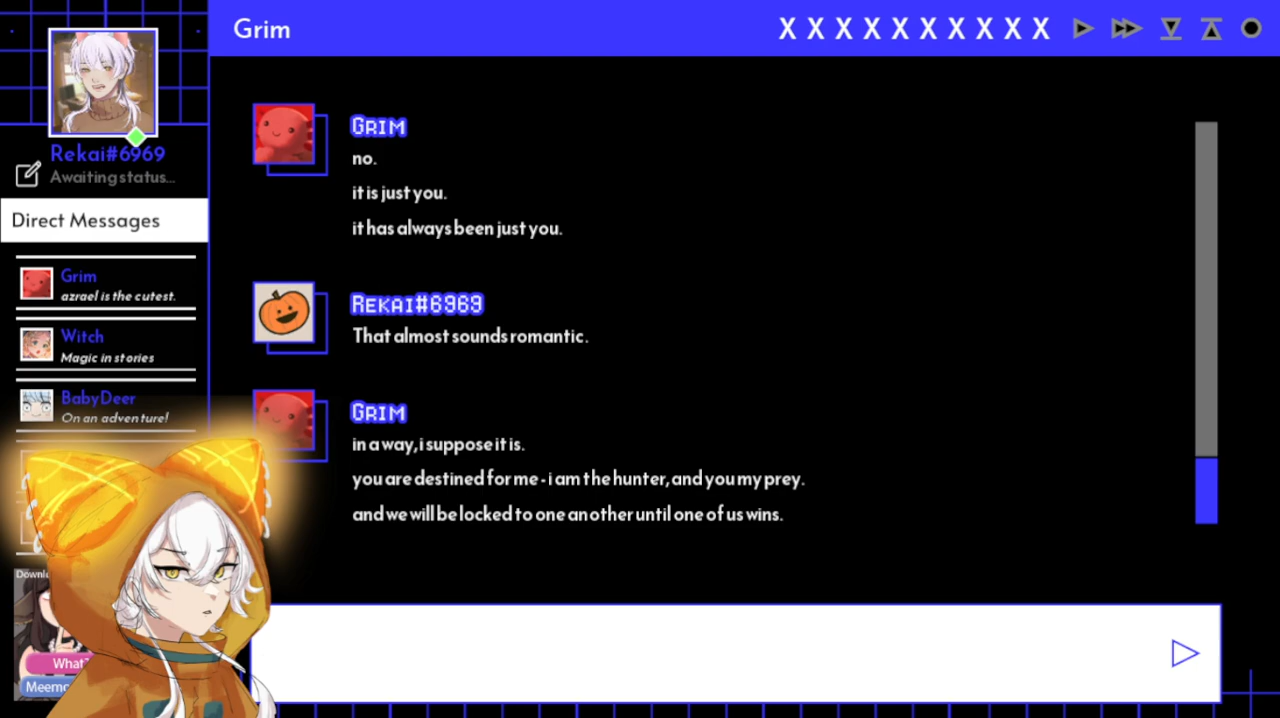 Grim
X X X X X X X X X X
Rekai#6969
Awaiting status...
Direct Messages
Grim
azrael is the cutest.
Witch
Magic in stories
BabyDeer
On an adventure!
What
Meemo
GRIM
no.
it is just you.
it has always been just you.
REKAI#6969
That almost sounds romantic.
GRIM
in a way, i suppose it is.
you are destined for me - i am the hunter, and you my prey.
and we will be locked to one another until one of us wins.